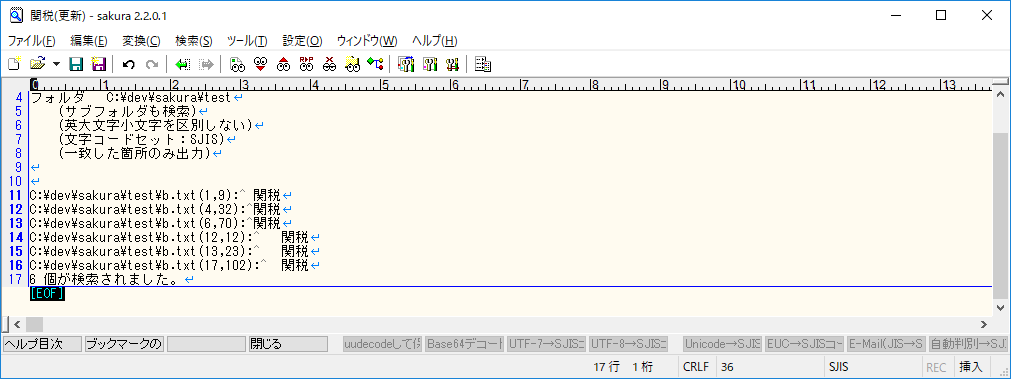 関税(更新) - sakura 2.2.0.1
ファイル(F) 編集(E) 変換(C) 検索(S) ツール(T) 設定(O) ウィンドウ(W) ヘルプ(H)
0 1 2 3 4 5 6 7 8 9 10 11 12 13
4 フォルダ C:¥dev¥sakura¥test↵
5 (サブフォルダも検索)↵
6 (英大文字小文字を区別しない)↵
7 (文字コードセット：SJIS)↵
8 (一致した箇所のみ出力)↵
9 ↵
10 ↵
11 C:¥dev¥sakura¥test¥b.txt(1,9):^ 関税↵
12 C:¥dev¥sakura¥test¥b.txt(4,32):^関税↵
13 C:¥dev¥sakura¥test¥b.txt(6,70):^関税↵
14 C:¥dev¥sakura¥test¥b.txt(12,12):^ 関税↵
15 C:¥dev¥sakura¥test¥b.txt(13,23):^ 関税↵
16 C:¥dev¥sakura¥test¥b.txt(17,102):^ 関税↵
17 6 個が検索されました。↵
[EOF]
ヘルプ目次 ブックマークの 閉じる uudecodeして Base64デコード UTF-7→SJISコ UTF-8→SJISコ Unicode→SJIS EUC→SJISコー E-Mail(JIS→S 自動判別→SJ
17 行 1 桁 CRLF 36 SJIS REC 挿入